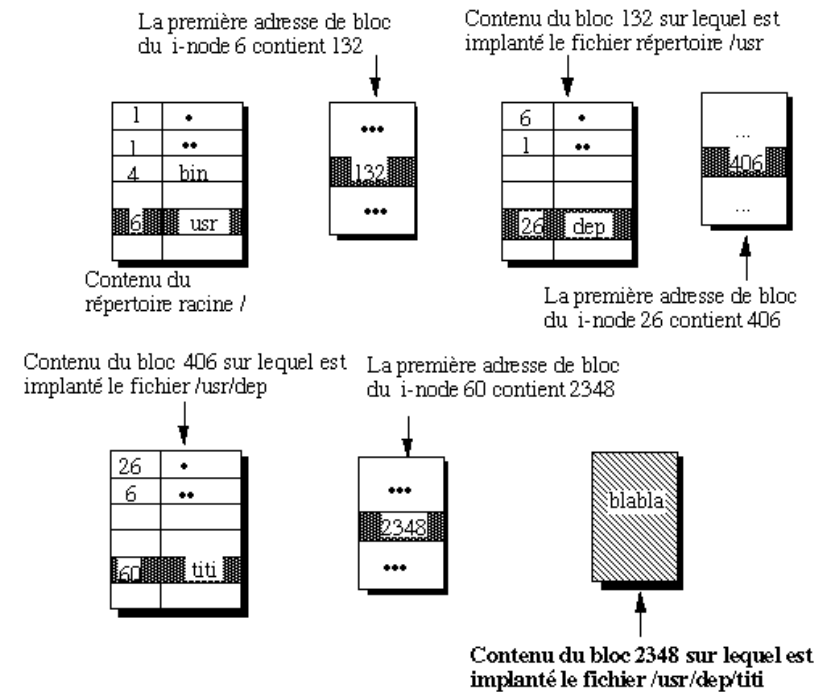 La première adresse de bloc
du i-node 6 contient 132
Contenu du bloc 132 sur lequel est
implanté le fichier répertoire /usr
1 •
1 ••
4 bin
6 usr
Contenu du
répertoire racine /
•••
132
•••
6 •
1 ••
26 dep
...
406
...
La première adresse de bloc
du i-node 26 contient 406
Contenu du bloc 406 sur lequel est
implanté le fichier /usr/dep
La première adresse de bloc
du i-node 60 contient 2348
26 •
6 ••
60 titi
•••
2348
•••
blabla
Contenu du bloc 2348 sur lequel est
implanté le fichier /usr/dep/titi